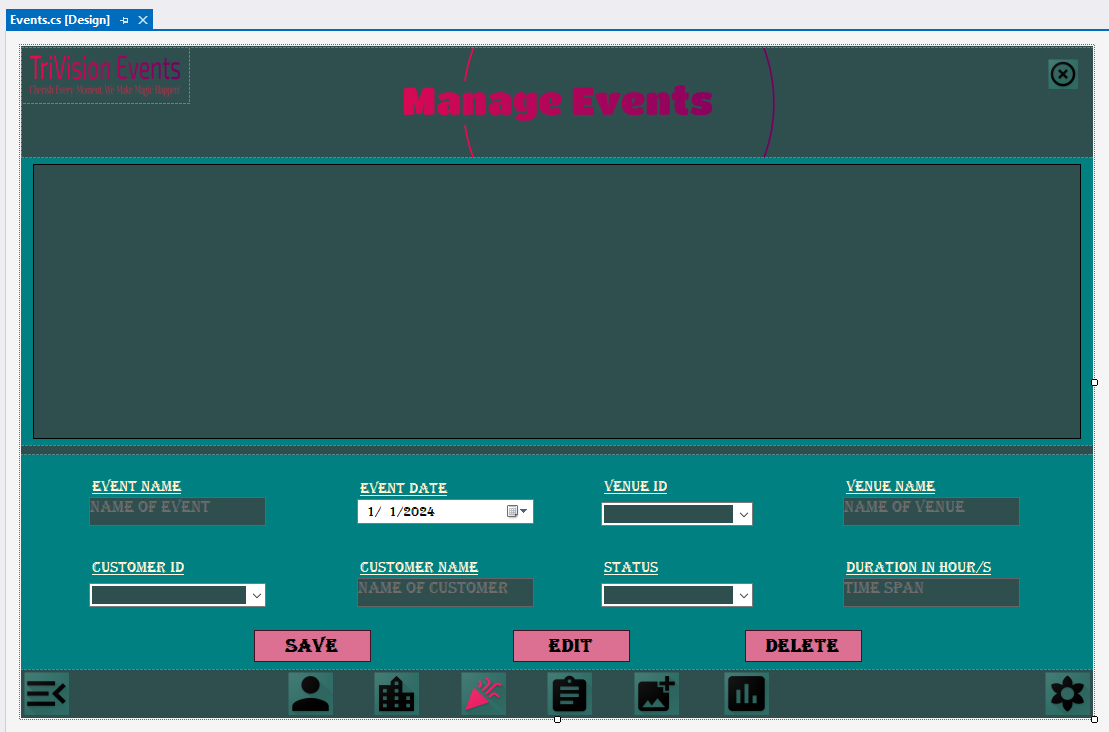 Events.cs [Design]
TriVision Events
Cherish Every Moment, We Make Magic Happen!
Manage Events
EVENT NAME
EVENT DATE
VENUE ID
VENUE NAME
NAME OF EVENT
1/ 1/2024
NAME OF VENUE
CUSTOMER ID
CUSTOMER NAME
STATUS
DURATION IN HOUR/S
NAME OF CUSTOMER
TIME SPAN
SAVE
EDIT
DELETE